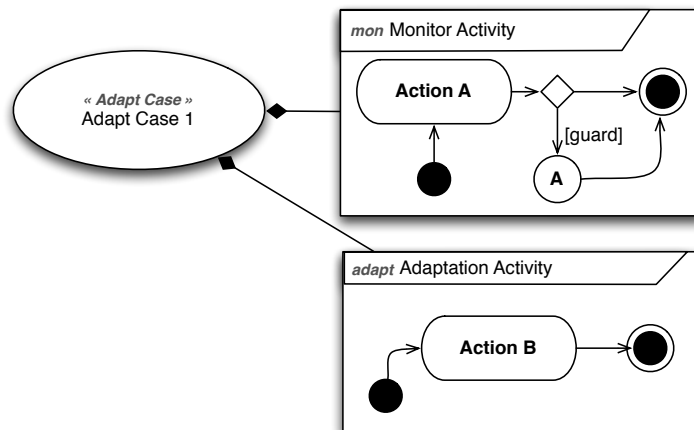 mon Monitor Activity
« Adapt Case »
Adapt Case 1
Action A
[guard]
A
adapt Adaptation Activity
Action B